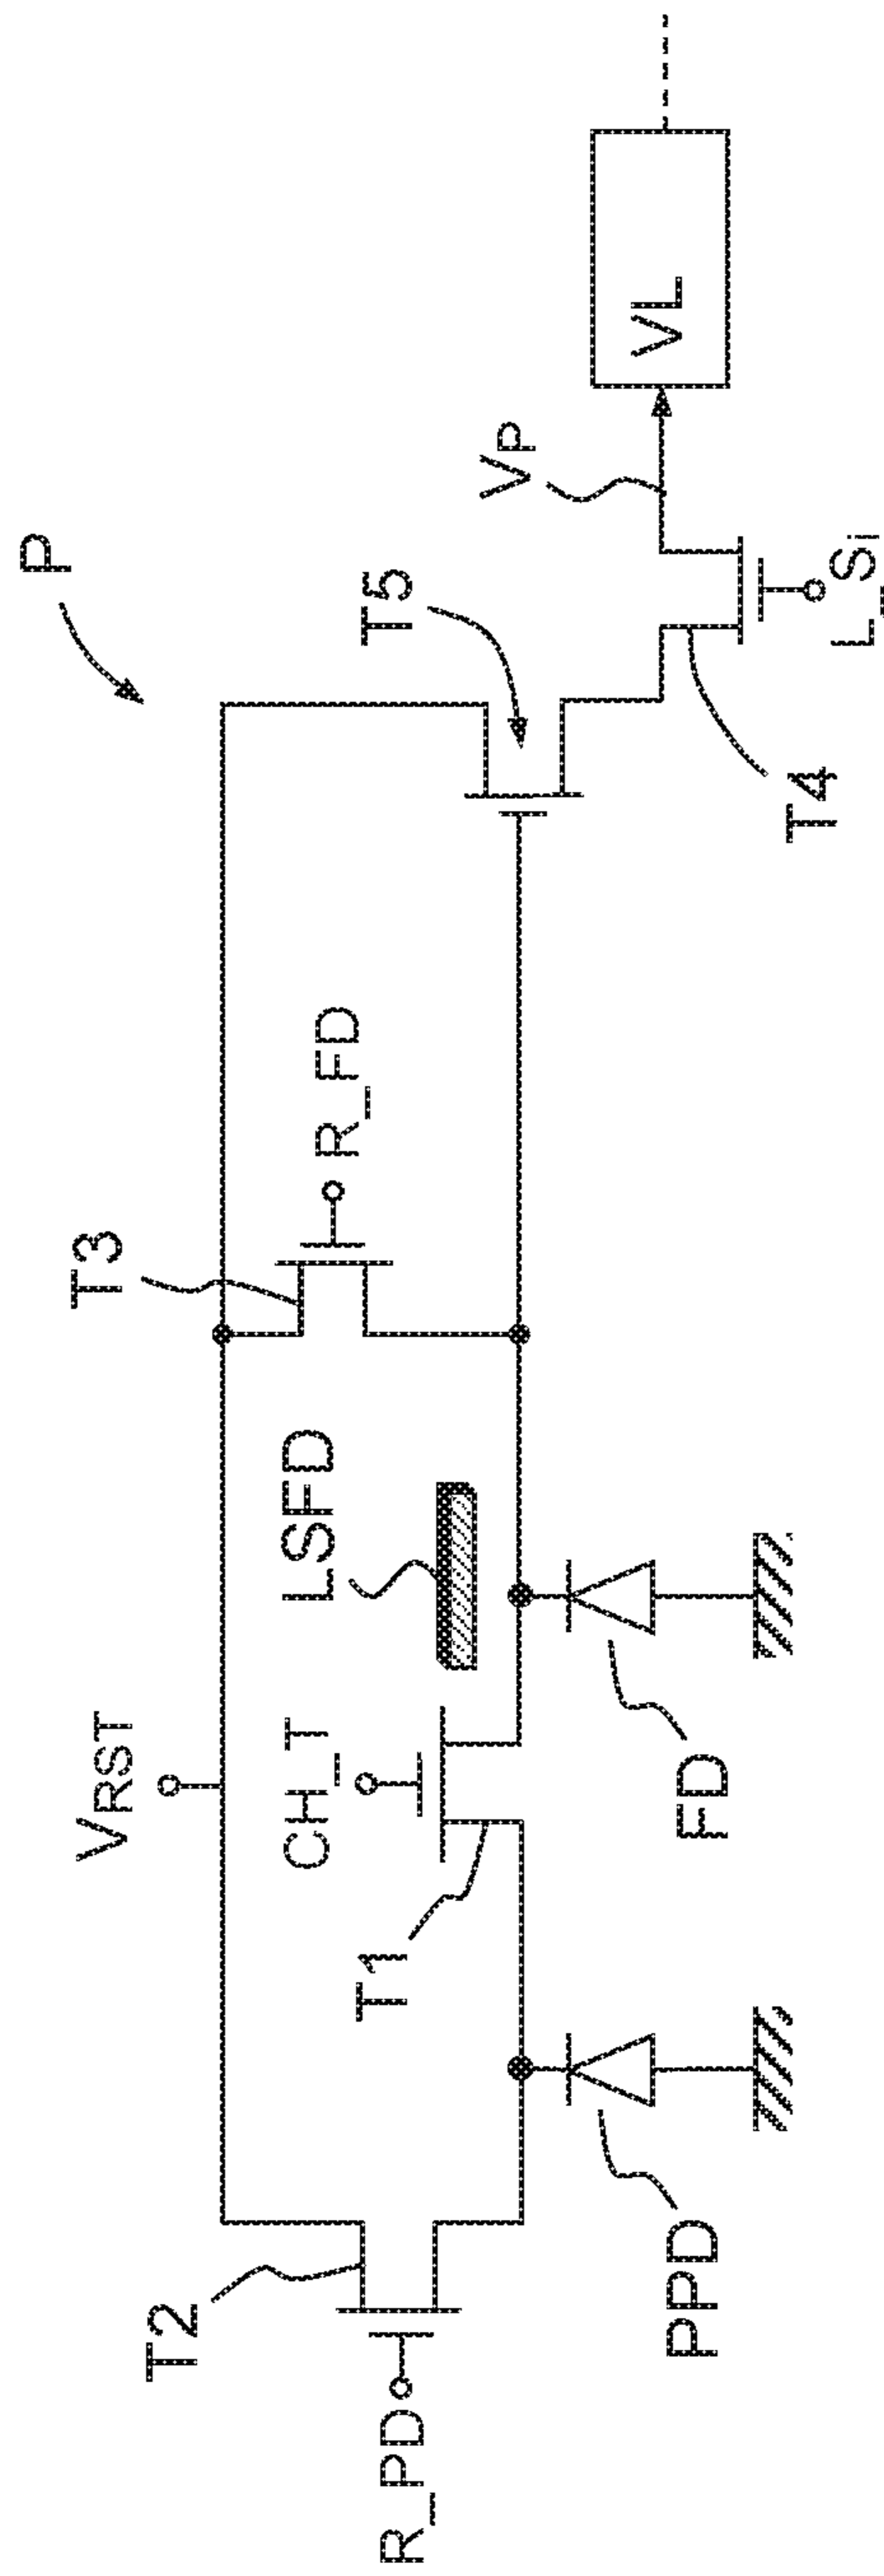 P
VRST
T2
T3
T5
VP
R_PD
T1
CH_T
LSFD
R_FD
VL
PPD
FD
T4
L_Si